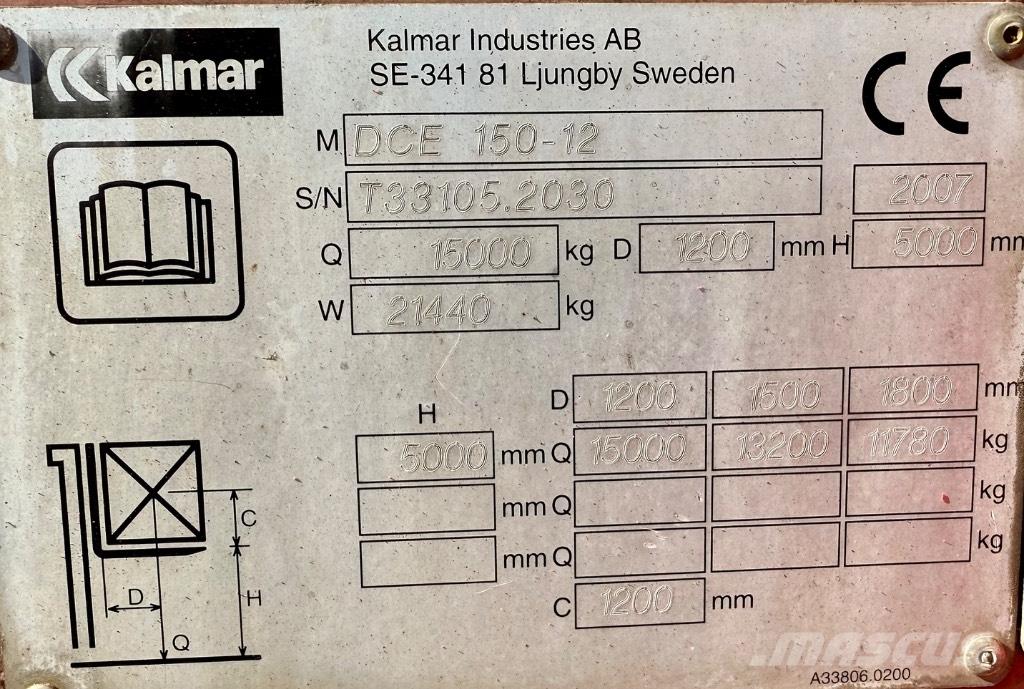 Kalmar
Kalmar Industries AB
SE-341 81 Ljungby Sweden
CE
M DCE 150-12
S/N T33105.2030 2007
Q 15000 kg D 1200 mm H 5000 mm
W 21440 kg
H D 1200 1500 1800 mm
5000 mm Q 15000 13200 11780 kg
mm Q kg
mm Q kg
C 1200 mm
C
D H
Q
MASCUS
A33806.0200